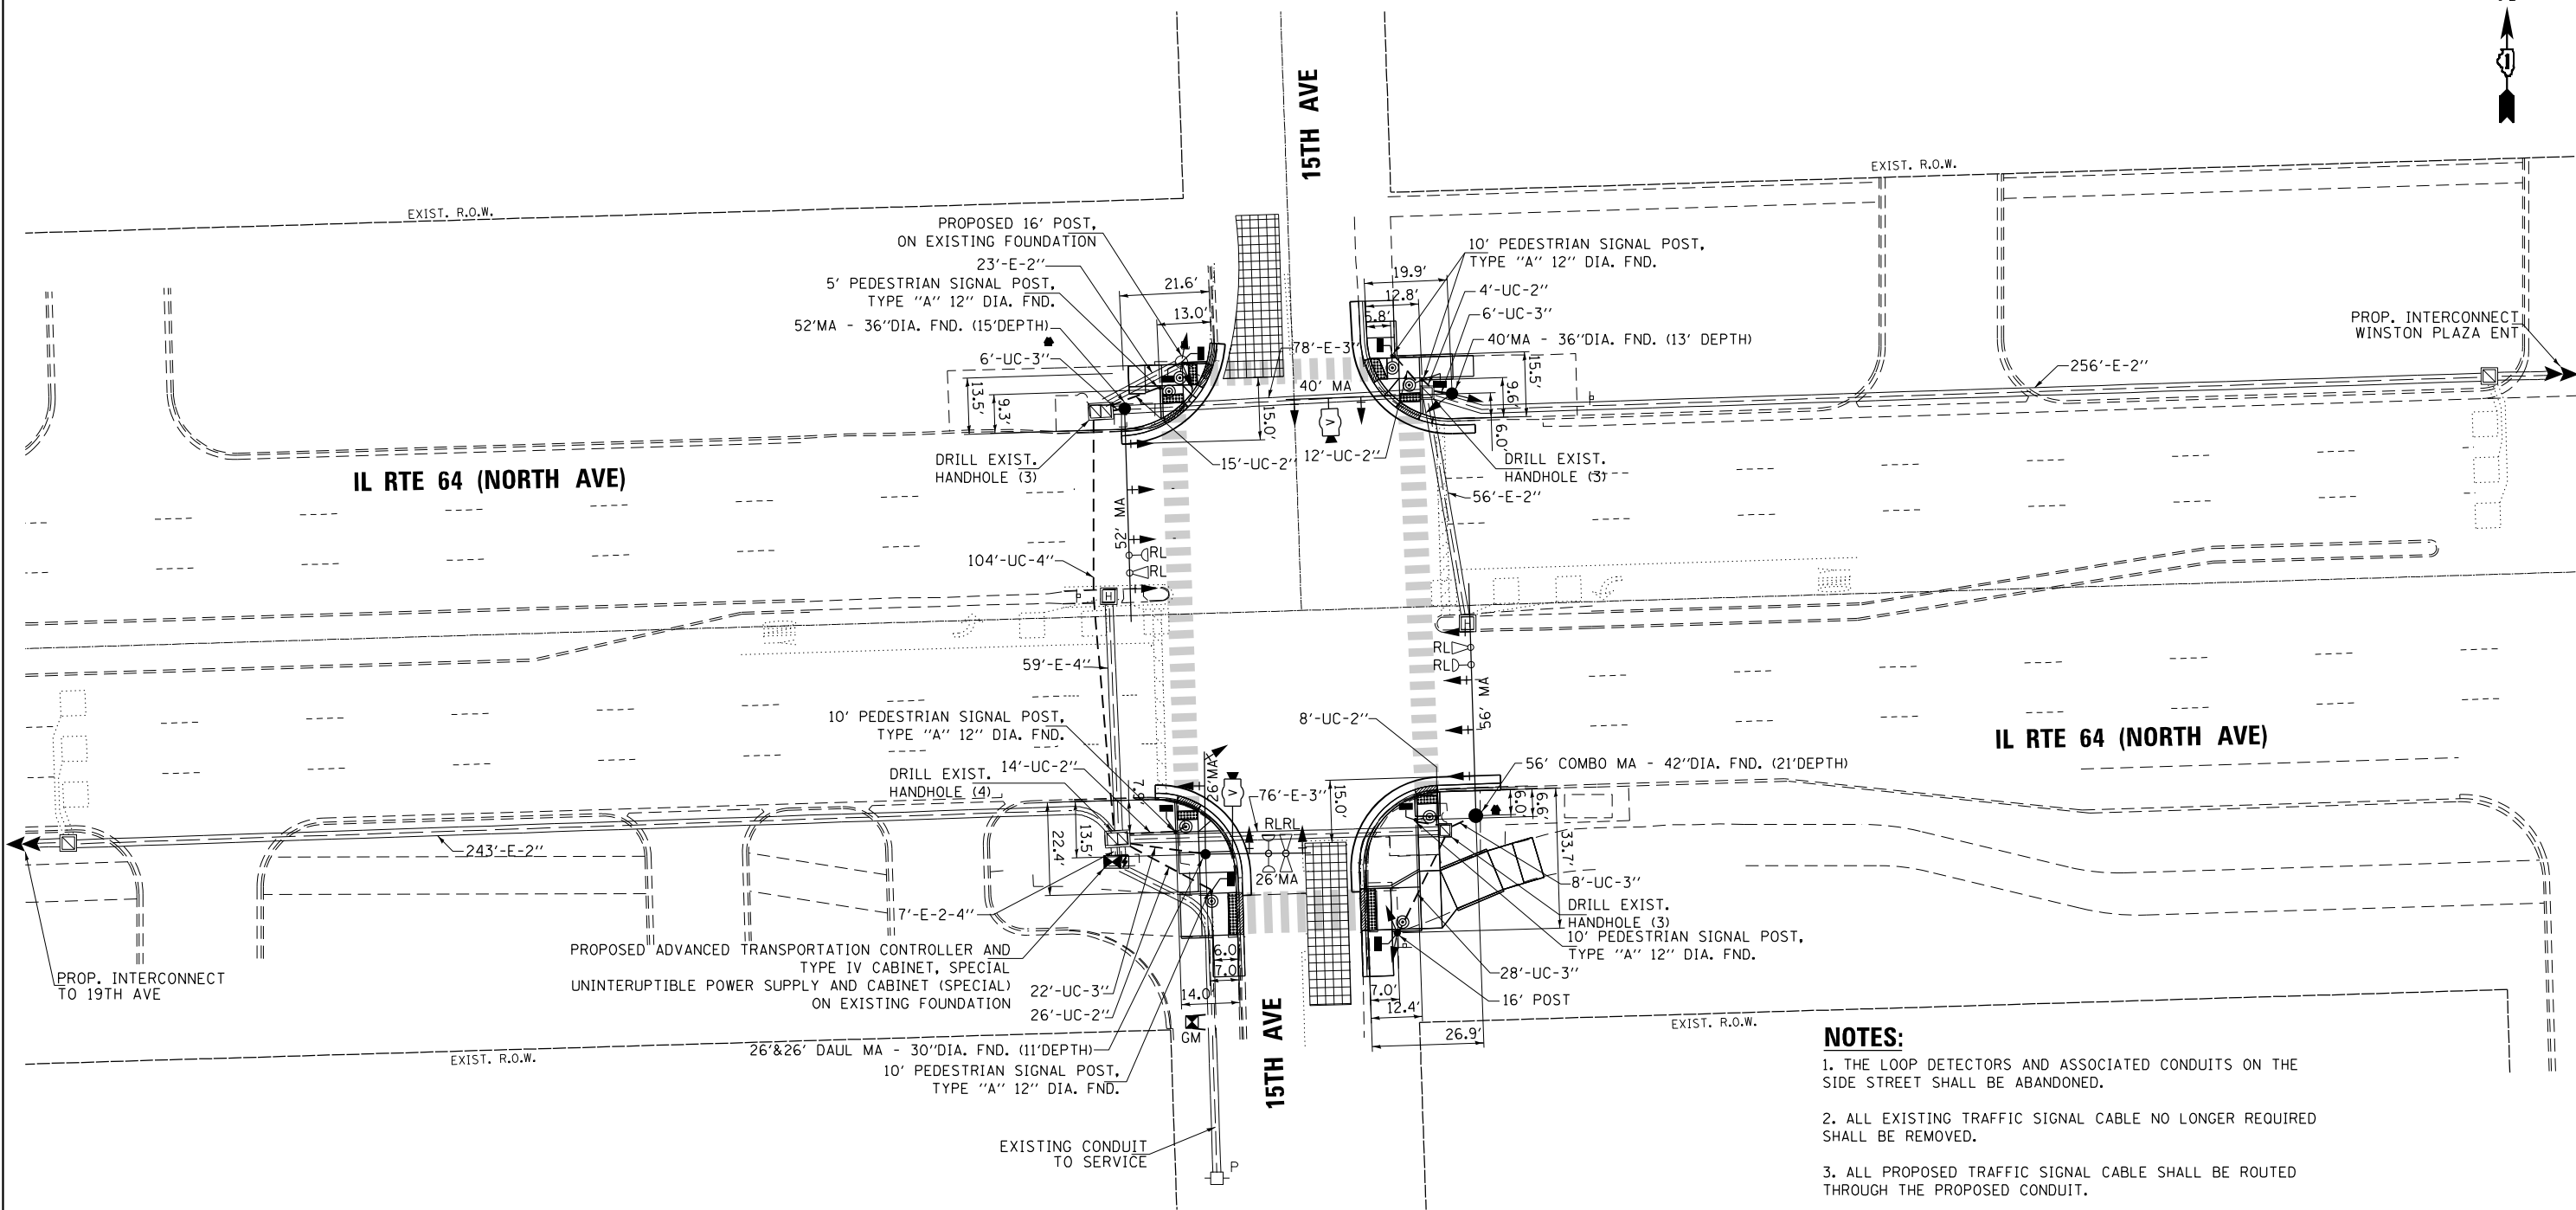 15TH AVE
EXIST. R.O.W.
EXIST. R.O.W.
PROPOSED 16' POST,
ON EXISTING FOUNDATION
23'-E-2"
5' PEDESTRIAN SIGNAL POST,
TYPE "A" 12" DIA. FND.
52'MA - 36"DIA. FND. (15'DEPTH)
6'-UC-3"
21.6'
13.0'
13.5'
9.3'
15.0'
78'-E-3"
40' MA
V
10' PEDESTRIAN SIGNAL POST,
TYPE "A" 12" DIA. FND.
19.9'
12.8'
5.8'
4'-UC-2"
6'-UC-3"
40'MA - 36"DIA. FND. (13' DEPTH)
15.5'
9.6'
6.0'
PROP. INTERCONNECT
WINSTON PLAZA ENT
256'-E-2"
IL RTE 64 (NORTH AVE)
DRILL EXIST.
HANDHOLE (3)
15'-UC-2"
12'-UC-2"
DRILL EXIST.
HANDHOLE (3)
56'-E-2"
52' MA
RL
RL
104'-UC-4"
H
H
59'-E-4"
RL
RL
56' MA
10' PEDESTRIAN SIGNAL POST,
TYPE "A" 12" DIA. FND.
14'-UC-2"
DRILL EXIST.
HANDHOLE (4)
7.9'
26'MA
V
76'-E-3"
RLRL
26'MA
15.0'
8'-UC-2"
56' COMBO MA - 42"DIA. FND. (21'DEPTH)
IL RTE 64 (NORTH AVE)
6.0'
6.6'
33.7'
13.5'
22.4'
243'-E-2"
7'-E-2-4"
PROPOSED ADVANCED TRANSPORTATION CONTROLLER AND
TYPE IV CABINET, SPECIAL
UNINTERUPTIBLE POWER SUPPLY AND CABINET (SPECIAL)
ON EXISTING FOUNDATION
22'-UC-3"
26'-UC-2"
26'&26' DAUL MA - 30"DIA. FND. (11'DEPTH)
10' PEDESTRIAN SIGNAL POST,
TYPE "A" 12" DIA. FND.
6.0'
7.0'
14.0'
GM
8'-UC-3"
DRILL EXIST.
HANDHOLE (3)
10' PEDESTRIAN SIGNAL POST,
TYPE "A" 12" DIA. FND.
28'-UC-3"
16' POST
7.0'
12.4'
26.9'
PROP. INTERCONNECT
TO 19TH AVE
EXIST. R.O.W.
EXIST. R.O.W.
15TH AVE
EXISTING CONDUIT
TO SERVICE
P
NOTES:
1. THE LOOP DETECTORS AND ASSOCIATED CONDUITS ON THE
SIDE STREET SHALL BE ABANDONED.
2. ALL EXISTING TRAFFIC SIGNAL CABLE NO LONGER REQUIRED
SHALL BE REMOVED.
3. ALL PROPOSED TRAFFIC SIGNAL CABLE SHALL BE ROUTED
THROUGH THE PROPOSED CONDUIT.